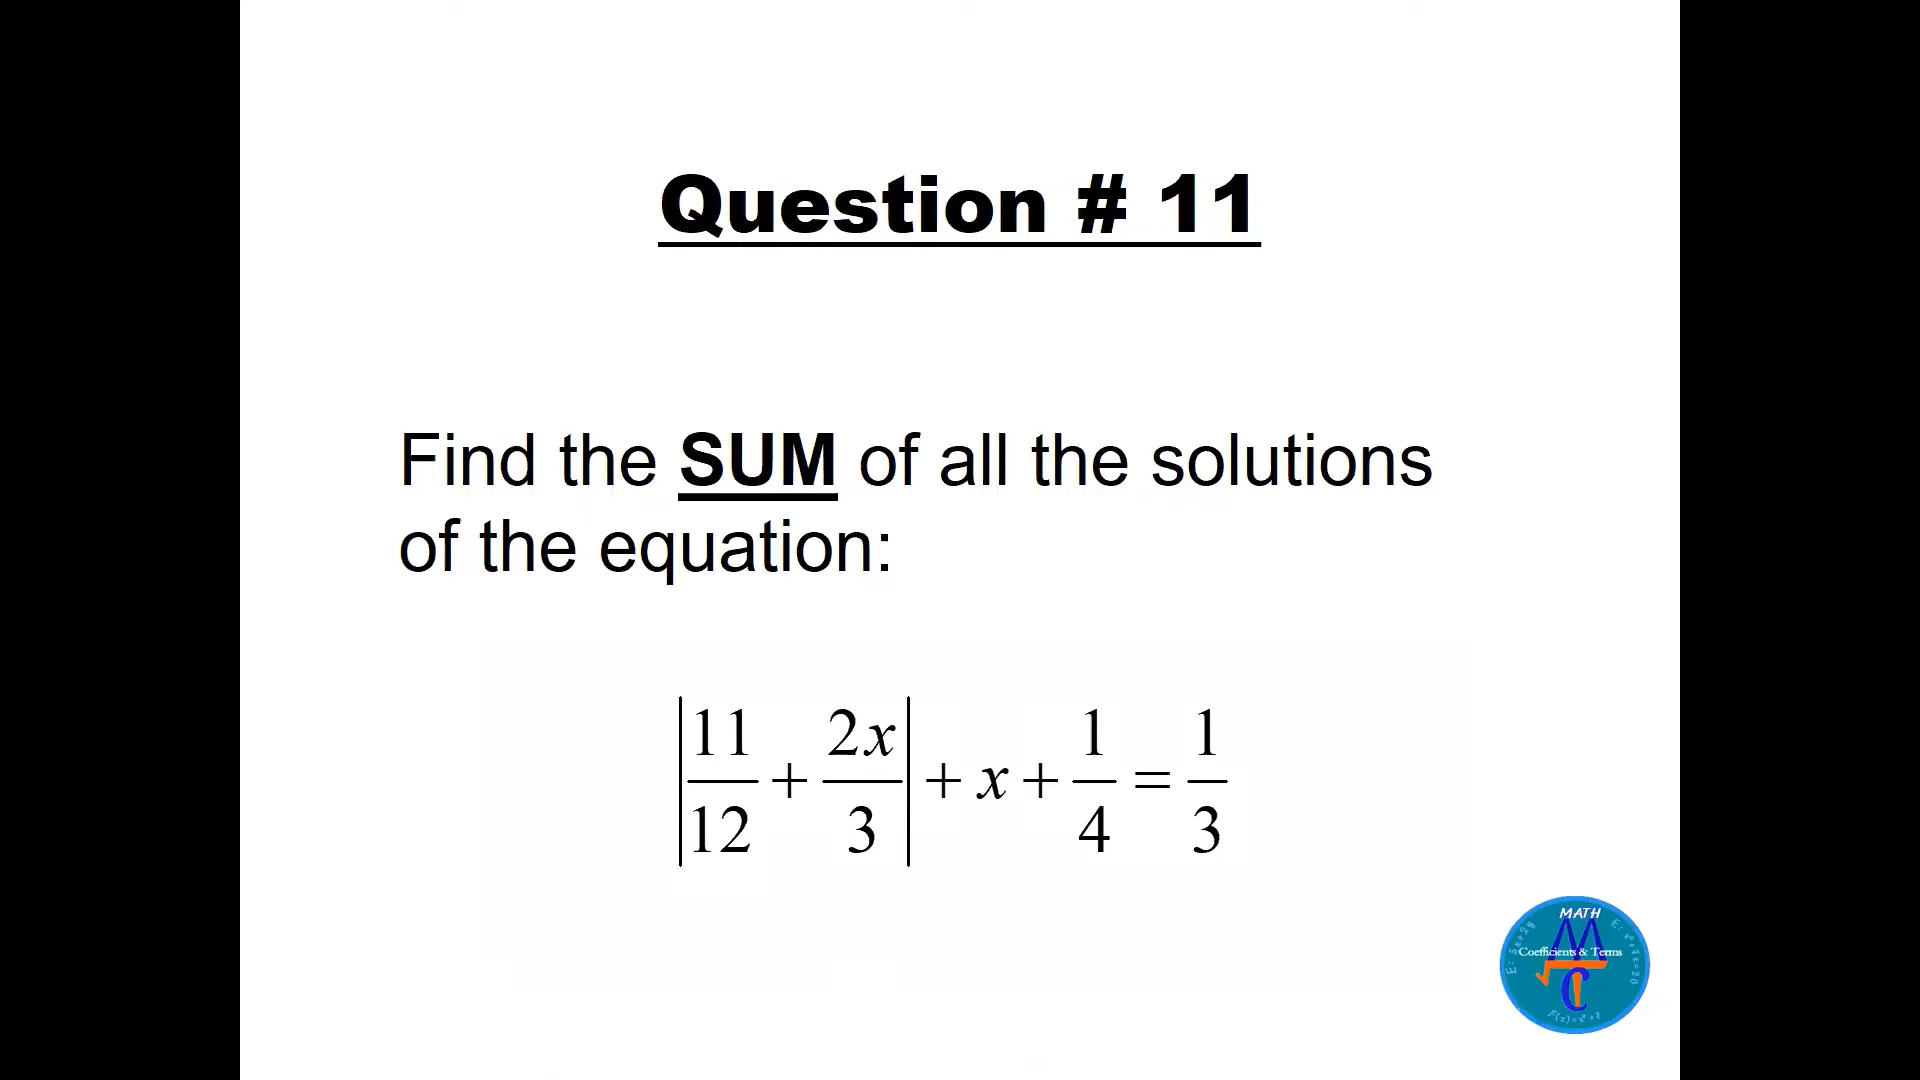 Question # 11
Find the SUM of all the solutions
of the equation:
|11/12 + 2x/3| + x + 1/4 = 1/3
MATH
Coefficients & Terms